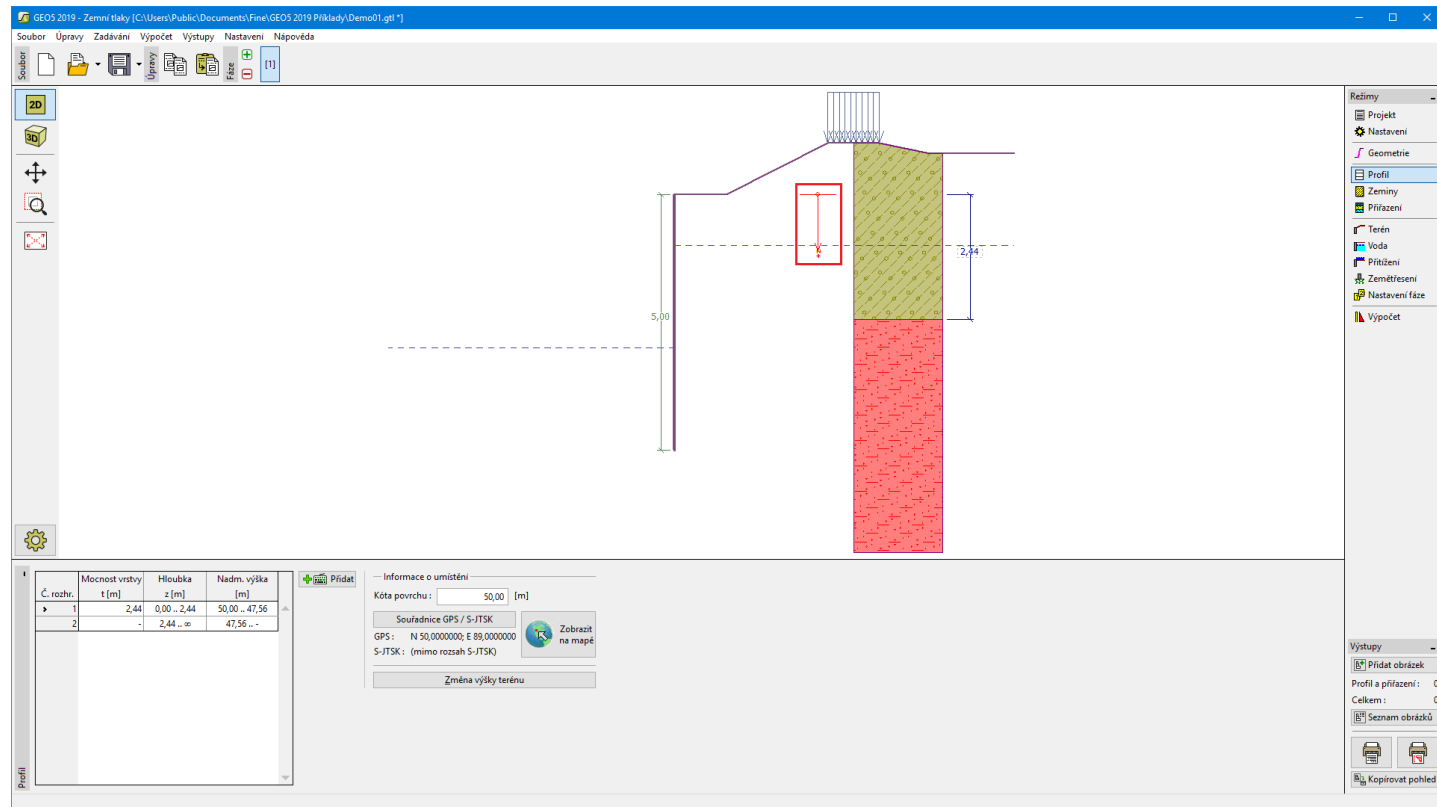 GEO5 2019 - Zemní tlaky [C:\Users\Public\Documents\Fine\GEO5 2019 Příklady\Demo01.gtl *]
Soubor Úpravy Zadávání Výpočet Výstupy Nastavení Nápověda
Soubor
Úpravy
Fáze
[1]
2D
3D
Režimy
Projekt
Nastavení
Geometrie
Profil
Zeminy
Přiřazení
Terén
Voda
Přitížení
Zemětřesení
Nastavení fáze
Výpočet
2,44
5,00
Profil
Č. rozhr. Mocnost vrstvy t [m] Hloubka z [m] Nadm. výška [m]
1 2,44 0,00 .. 2,44 50,00 .. 47,56
2 - 2,44 .. ∞ 47,56 .. -
Přidat
Informace o umístění
Kóta povrchu : 50,00 [m]
Souřadnice GPS / S-JTSK
GPS : N 50,0000000; E 89,0000000
S-JTSK : (mimo rozsah S-JTSK)
Zobrazit
na mapě
Změna výšky terénu
Výstupy
Přidat obrázek
Profil a přiřazení :
Celkem :
Seznam obrázků
Kopírovat pohled